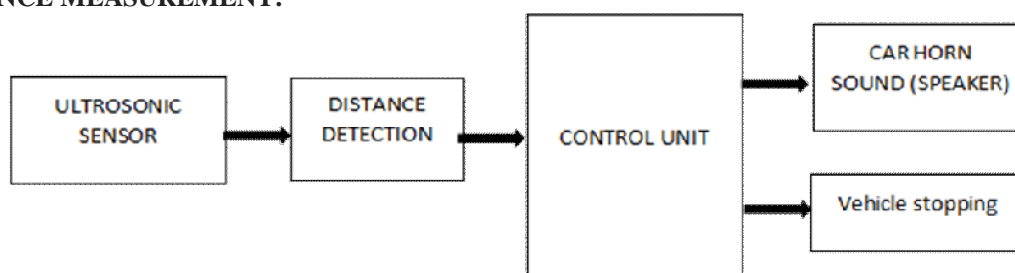 NCE MEASUREMENT:
ULTROSONIC
SENSOR
DISTANCE
DETECTION
CONTROL UNIT
CAR HORN
SOUND (SPEAKER)
Vehicle stopping